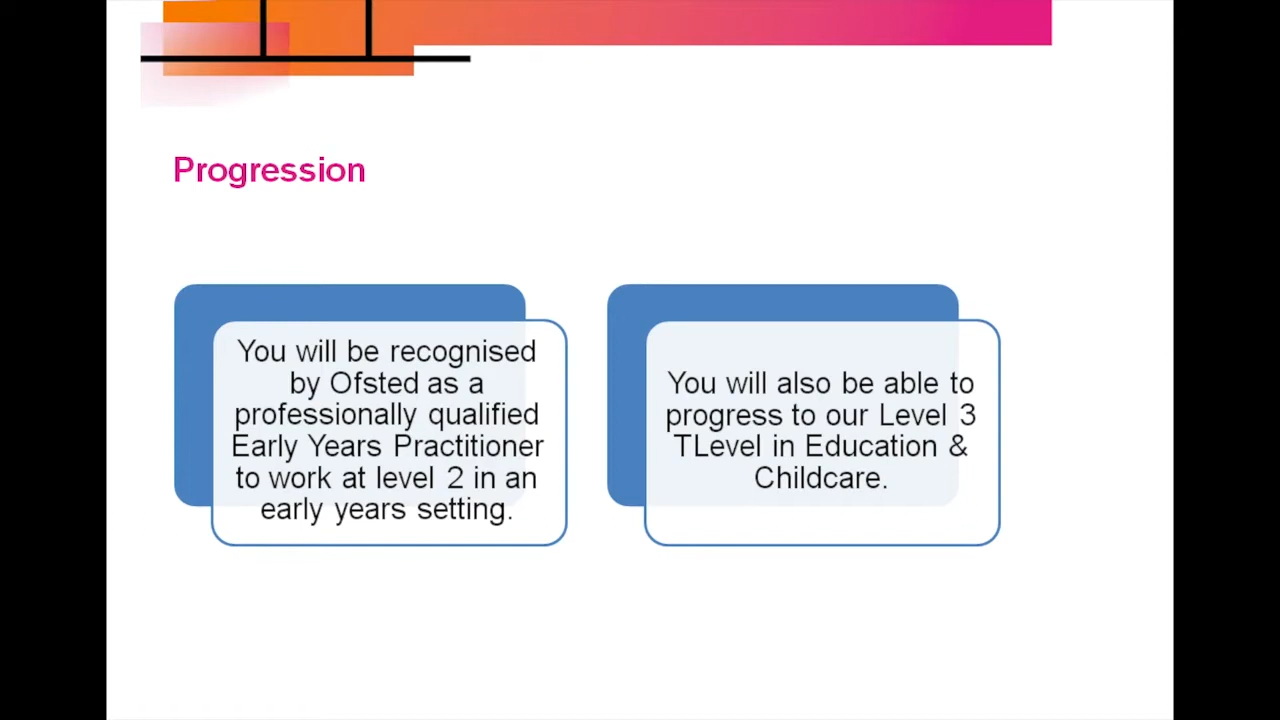 Progression
You will be recognised
by Ofsted as a
professionally qualified
Early Years Practitioner
to work at level 2 in an
early years setting.
You will also be able to
progress to our Level 3
TLevel in Education &
Childcare.